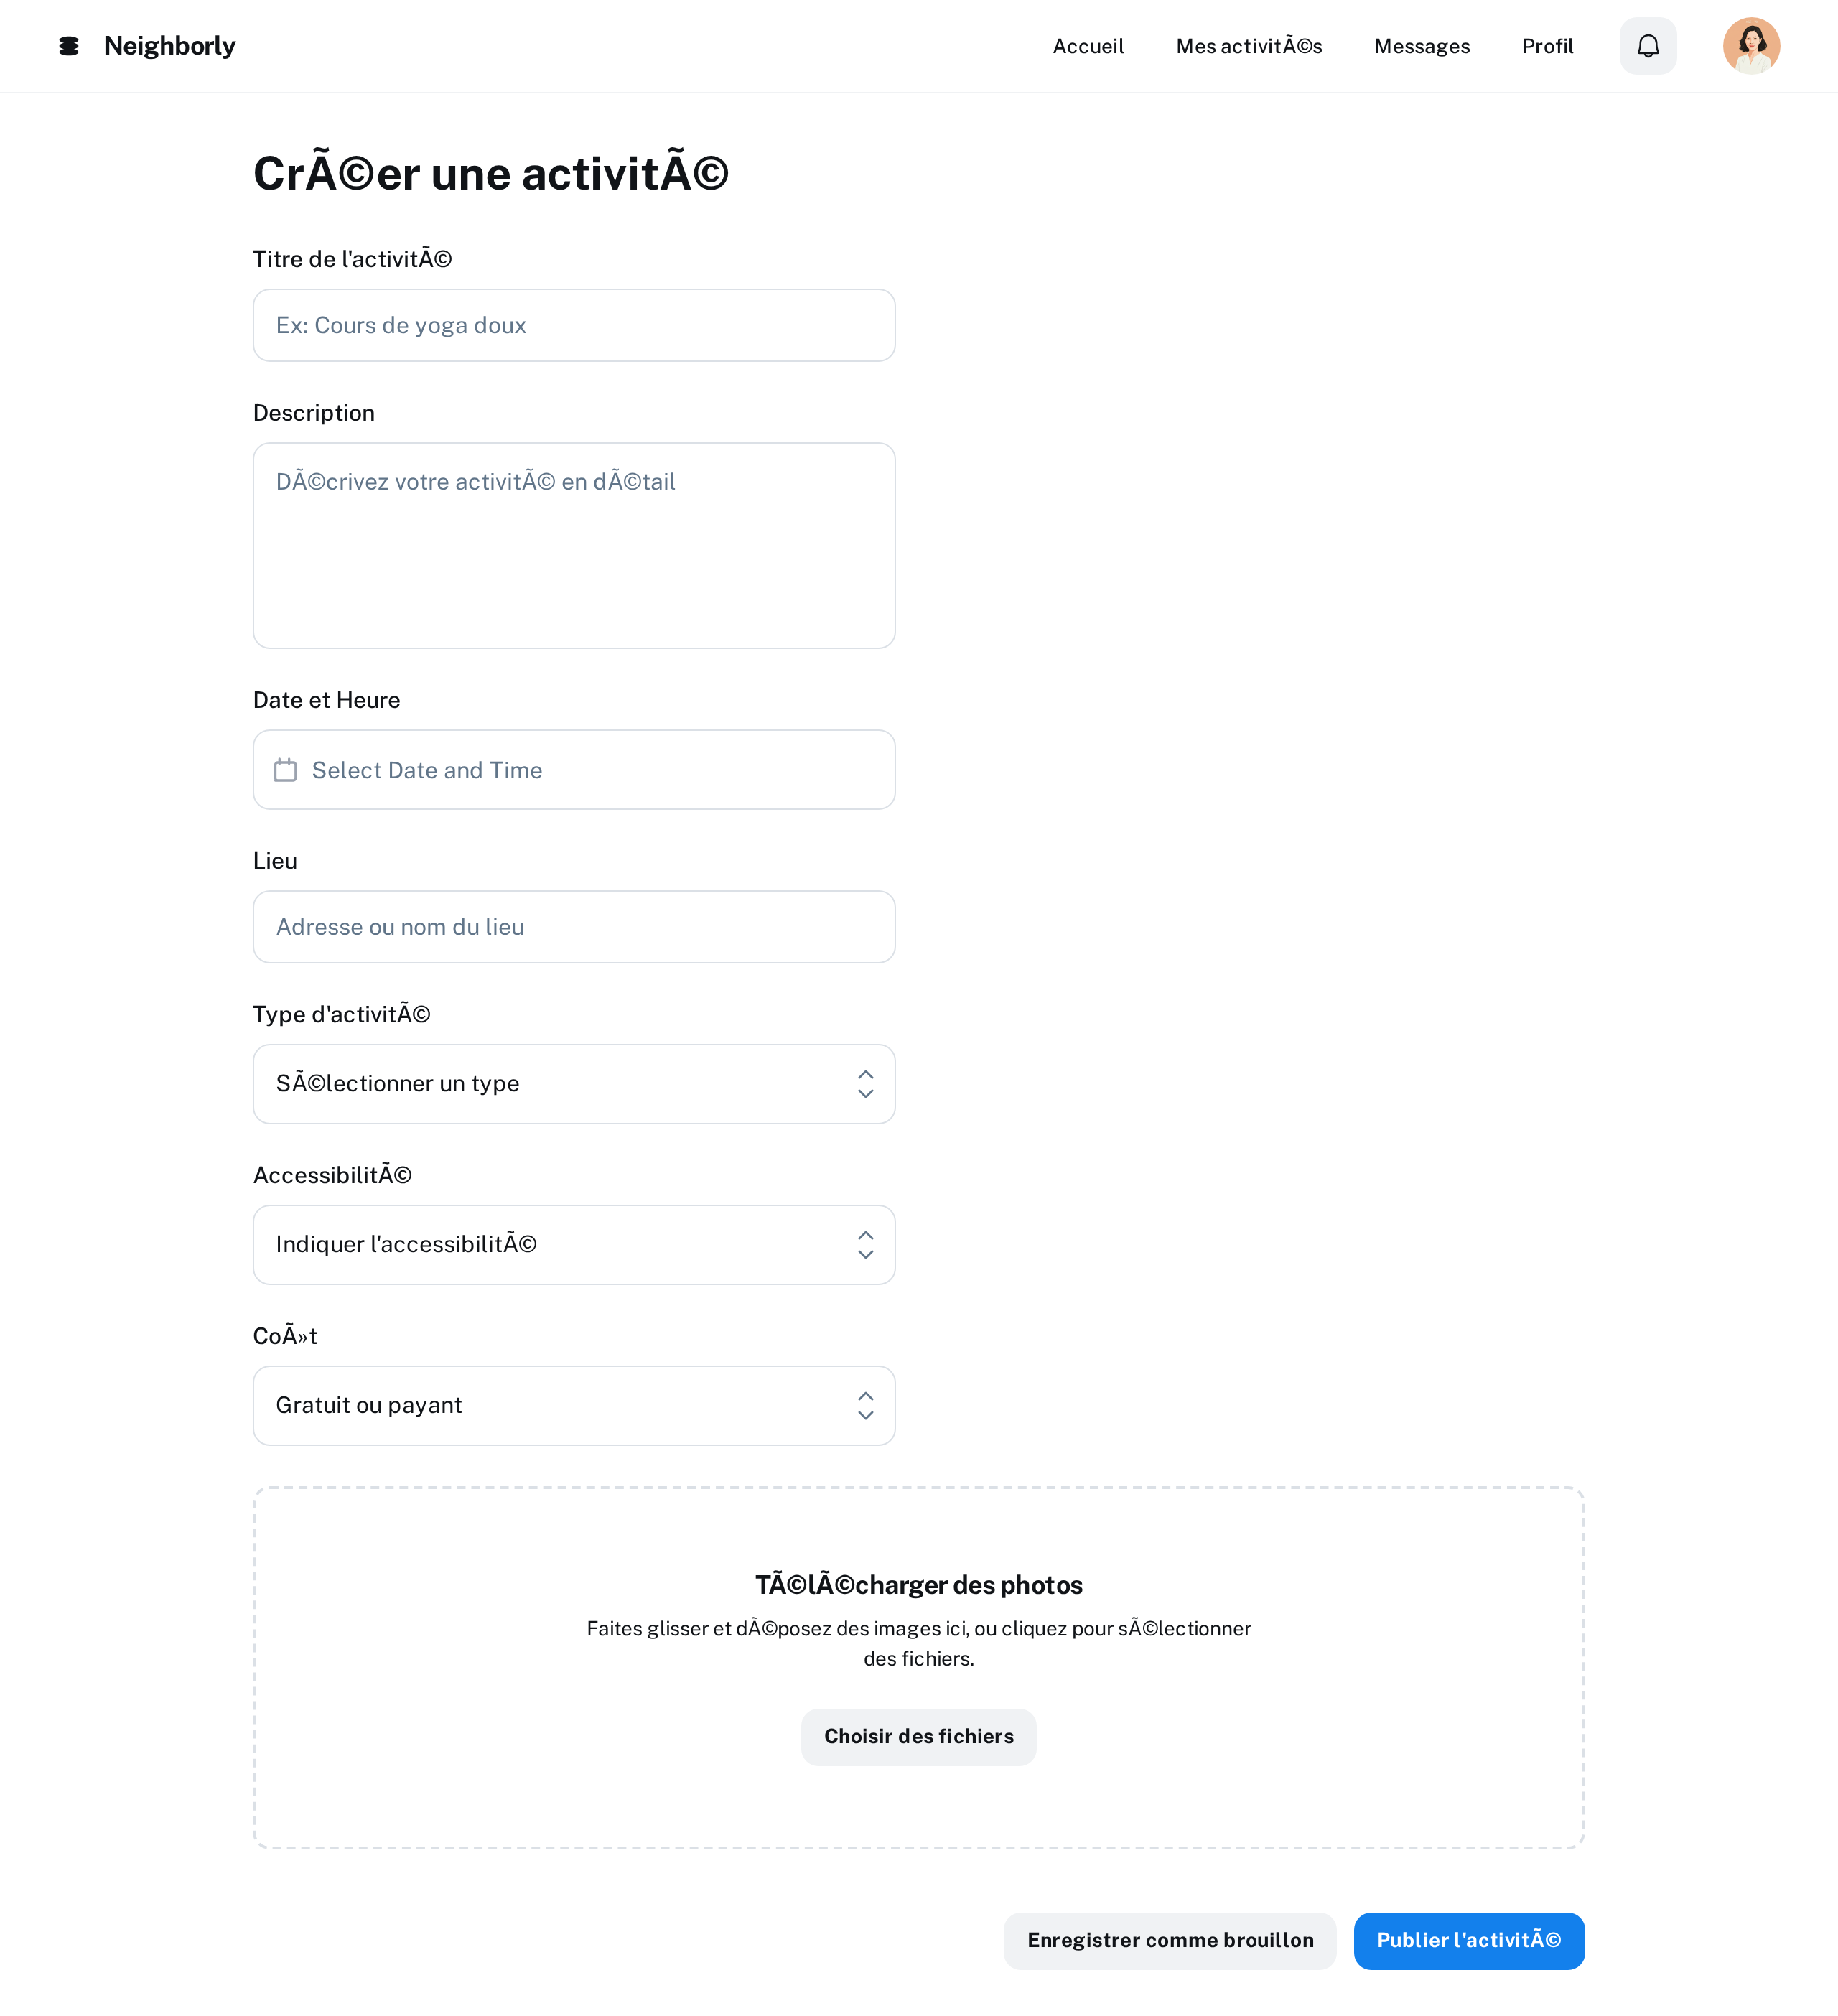 Neighborly
Accueil
Mes activitÃ©s
Messages
Profil
CrÃ©er une activitÃ©
Titre de l'activitÃ©
Ex: Cours de yoga doux
Description
DÃ©crivez votre activitÃ© en dÃ©tail
Date et Heure
Select Date and Time
Lieu
Adresse ou nom du lieu
Type d'activitÃ©
SÃ©lectionner un type
AccessibilitÃ©
Indiquer l'accessibilitÃ©
CoÃ»t
Gratuit ou payant
TÃ©lÃ©charger des photos
Faites glisser et dÃ©posez des images ici, ou cliquez pour sÃ©lectionner
des fichiers.
Choisir des fichiers
Enregistrer comme brouillon
Publier l'activitÃ©